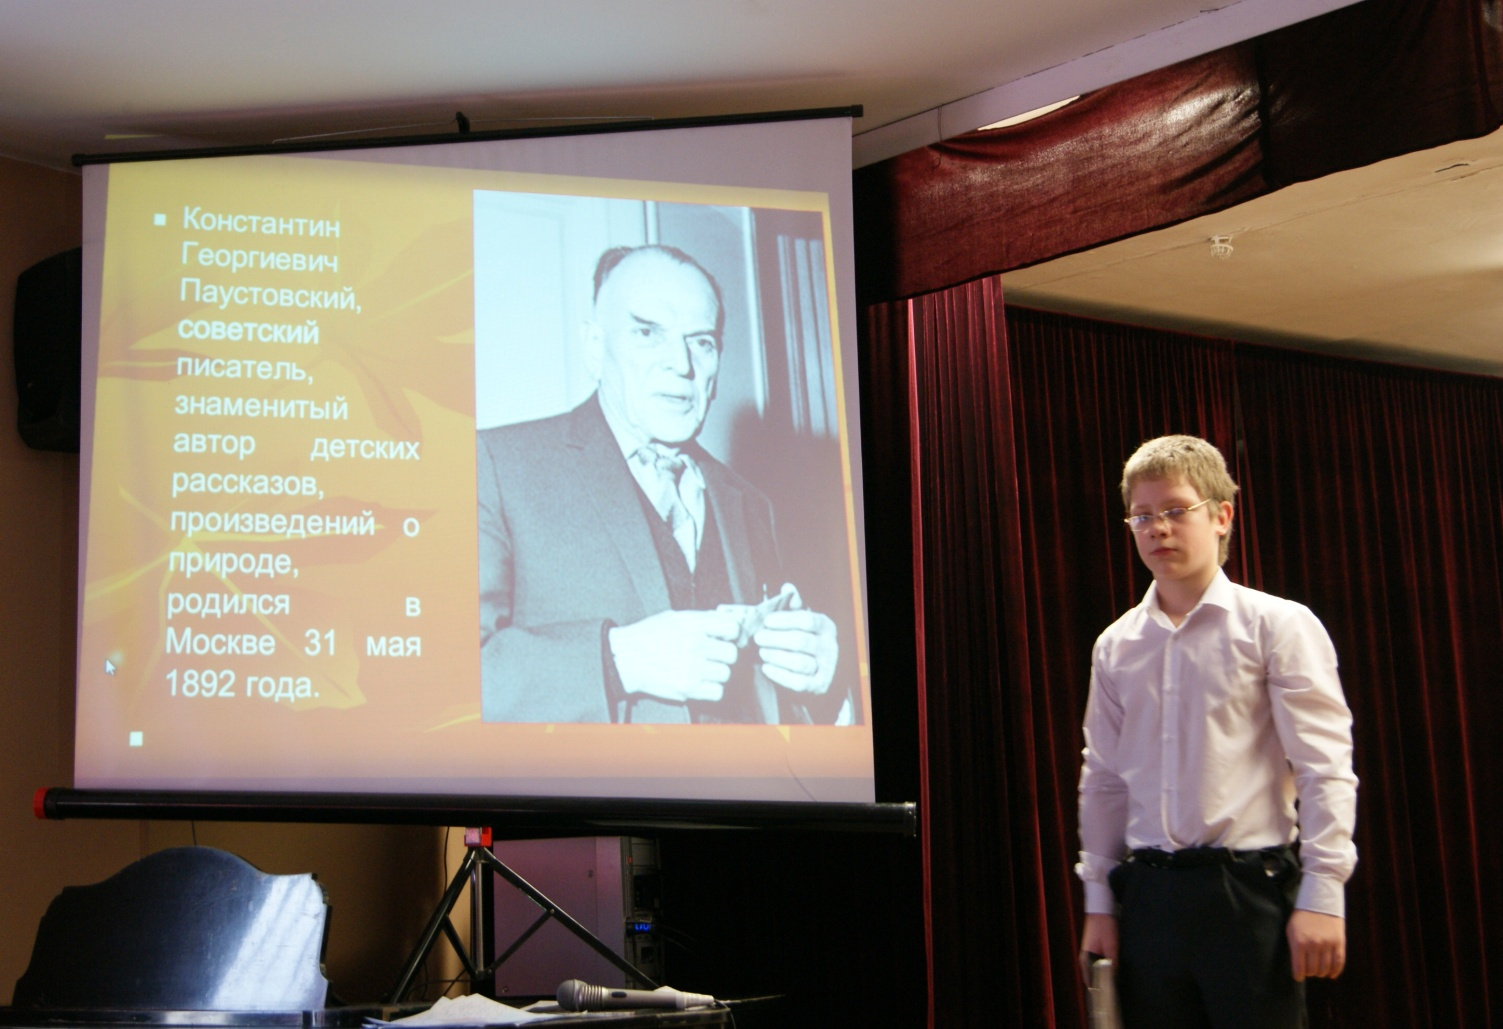 Константин
Георгиевич
Паустовский,
советский
писатель,
знаменитый
автор детских
рассказов,
произведений о
природе,
родился в
Москве 31 мая
1892 года.